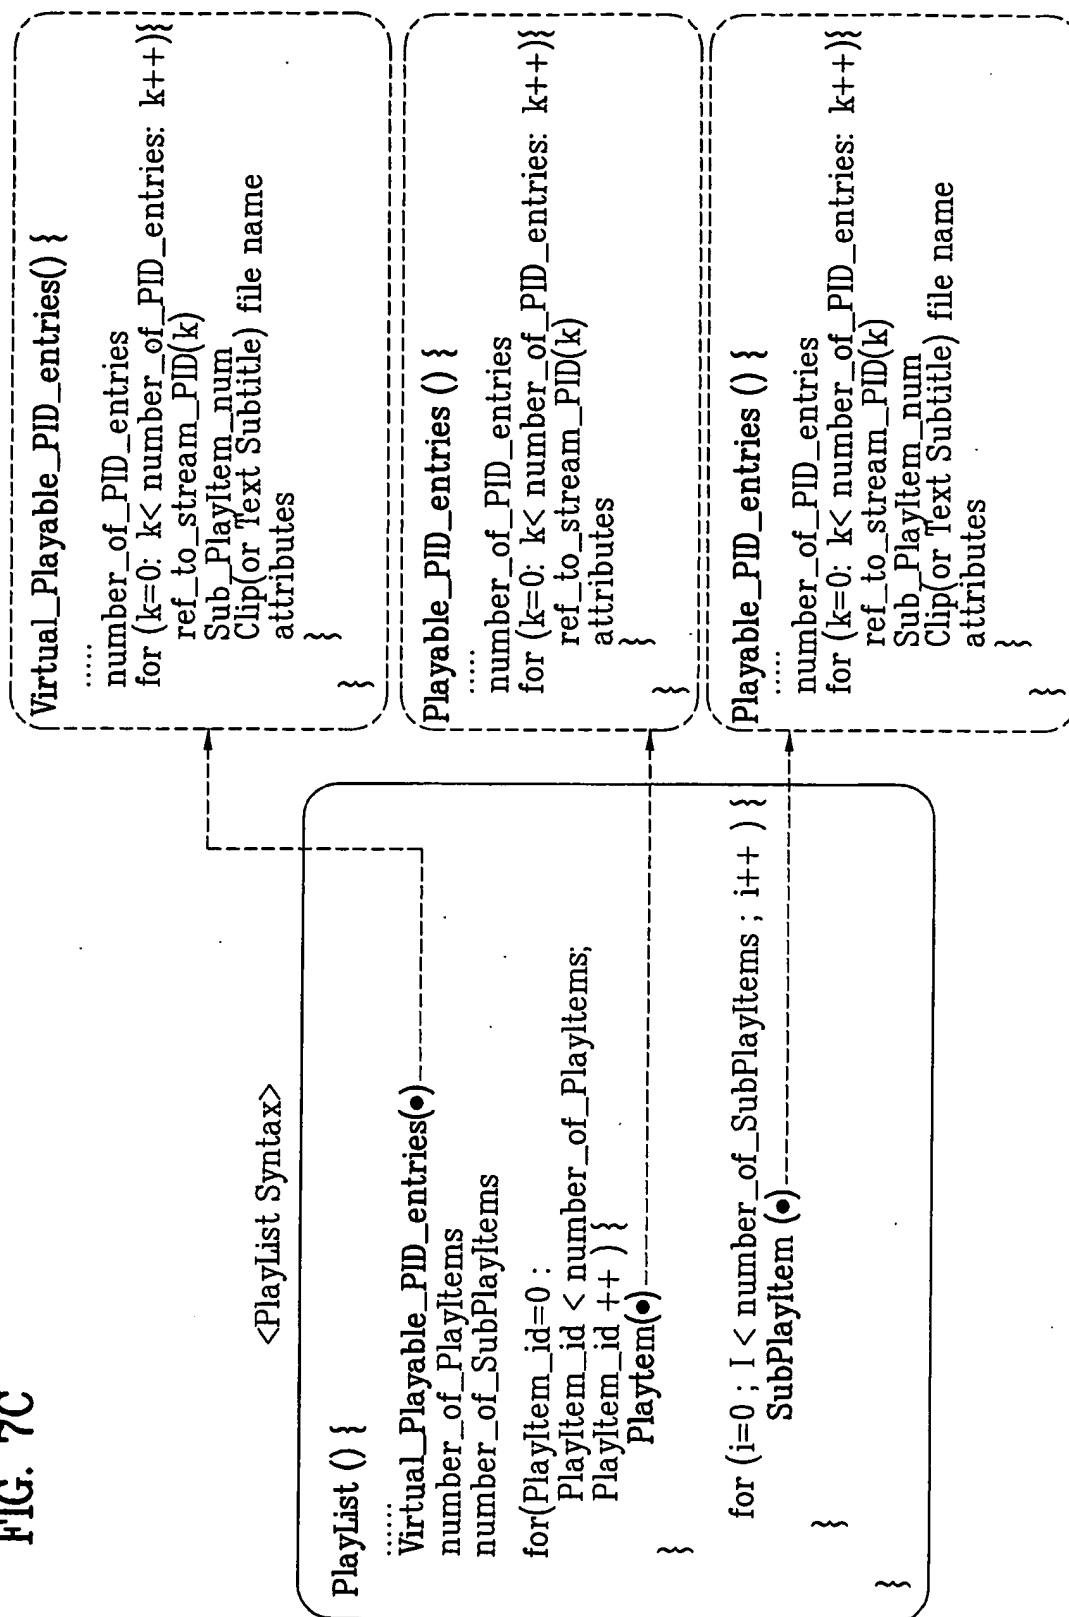 FIG. 7C
<PlayList Syntax>
PlayList () {
......
Virtual_Playable_PID_entries(●)
number_of_PlayItems
number_of_SubPlayItems
for(PlayItem_id=0 :
PlayItem_id < number_of_PlayItems;
PlayItem_id ++ ) {
Playtem(●)
}
for (i=0 ; I < number_of_SubPlayItems ; i++ ) {
SubPlayItem (●)
}
}
Virtual_Playable_PID_entries() {
.....
number_of_PID_entries
for (k=0: k< number_of_PID_entries: k++){
ref_to_stream_PID(k)
Sub_PlayItem_num
Clip(or Text Subtitle) file name
attributes
}
}
Playable_PID_entries () {
.....
number_of_PID_entries
for (k=0: k< number_of_PID_entries: k++){
ref_to_stream_PID(k)
attributes
}
}
Playable_PID_entries () {
.....
number_of_PID_entries
for (k=0: k< number_of_PID_entries: k++){
ref_to_stream_PID(k)
Sub_PlayItem_num
Clip(or Text Subtitle) file name
attributes
}
}